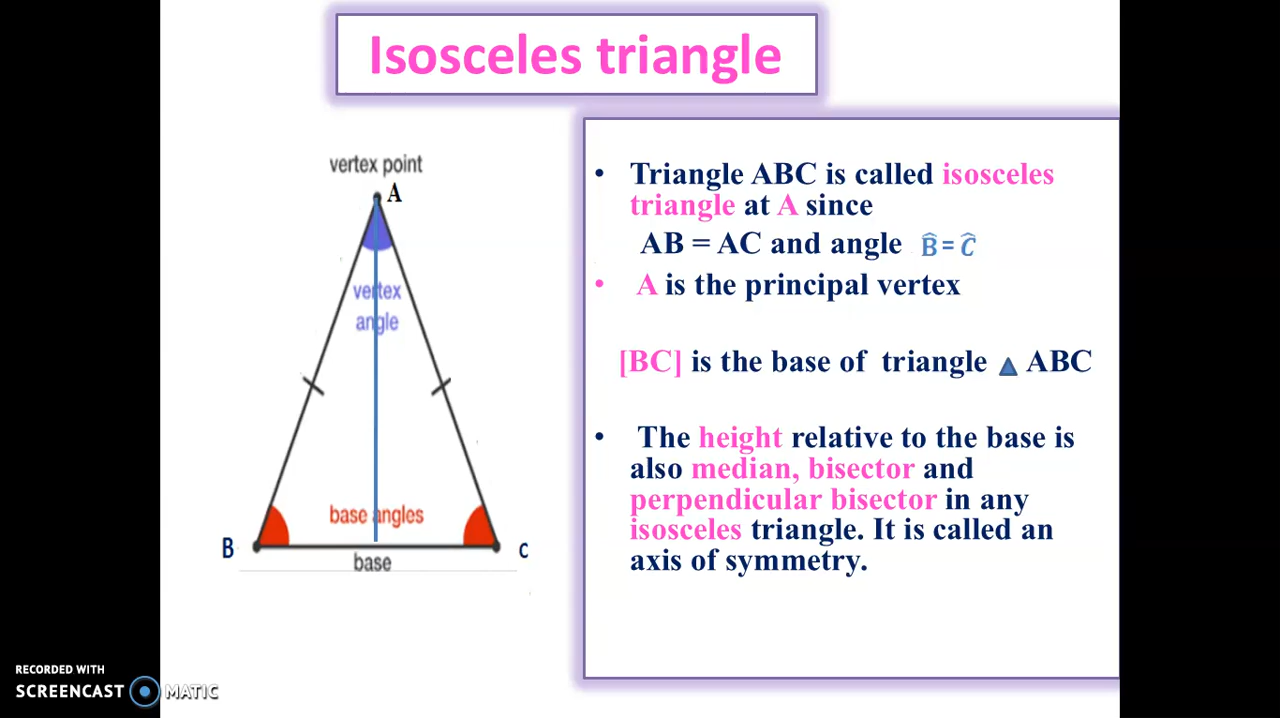 Isosceles triangle
vertex point
A
vertex
angle
base angles
B
C
base
• Triangle ABC is called isosceles
triangle at A since
AB = AC and angle B̂ = Ĉ
• A is the principal vertex
[BC] is the base of triangle ▲ ABC
• The height relative to the base is
also median, bisector and
perpendicular bisector in any
isosceles triangle. It is called an
axis of symmetry.
RECORDED WITH
SCREENCAST MATIC